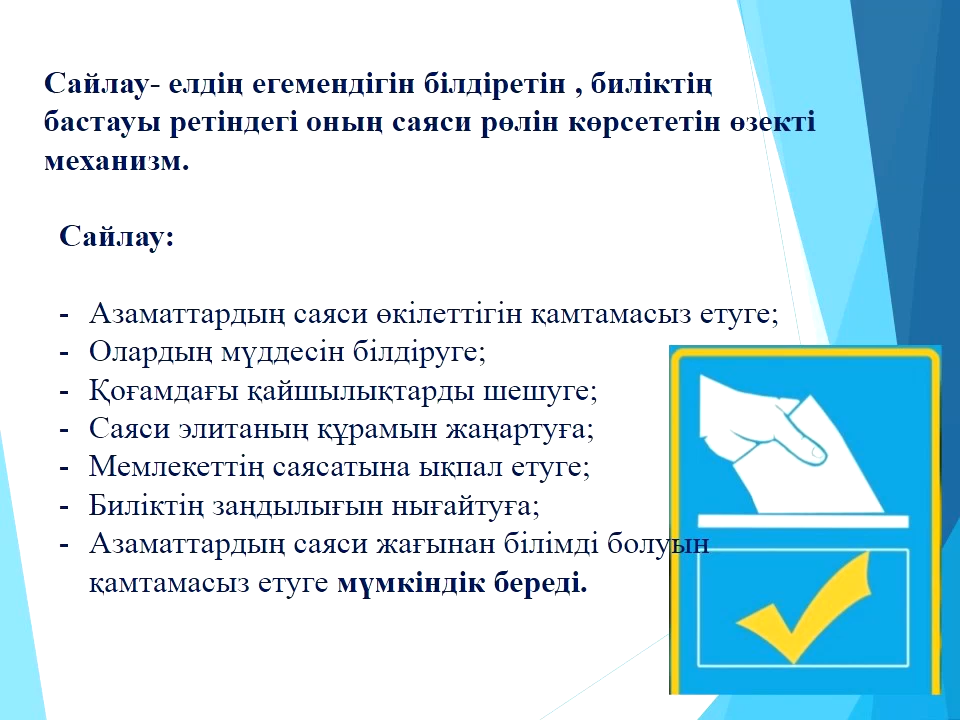 Сайлау- елдің егемендігін білдіретін , биліктің
бастауы ретіндегі оның саяси рөлін көрсететін өзекті
механизм.
Сайлау:
- Азаматтардың саяси өкілеттігін қамтамасыз етуге;
- Олардың мүддесін білдіруге;
- Қоғамдағы қайшылықтарды шешуге;
- Саяси элитаның құрамын жаңартуға;
- Мемлекеттің саясатына ықпал етуге;
- Биліктің заңдылығын нығайтуға;
- Азаматтардың саяси жағынан білімді болуын
қамтамасыз етуге мүмкіндік береді.